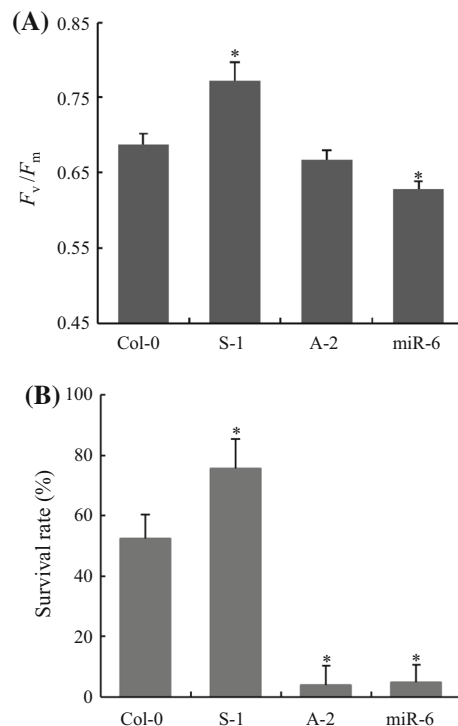 (A)
0.85
*
0.75
0.65
*
0.55
0.45
Fv/Fm
Col-0 S-1 A-2 miR-6
(B)
100
80
*
60
40
20
* *
0
Survival rate (%)
Col-0 S-1 A-2 miR-6